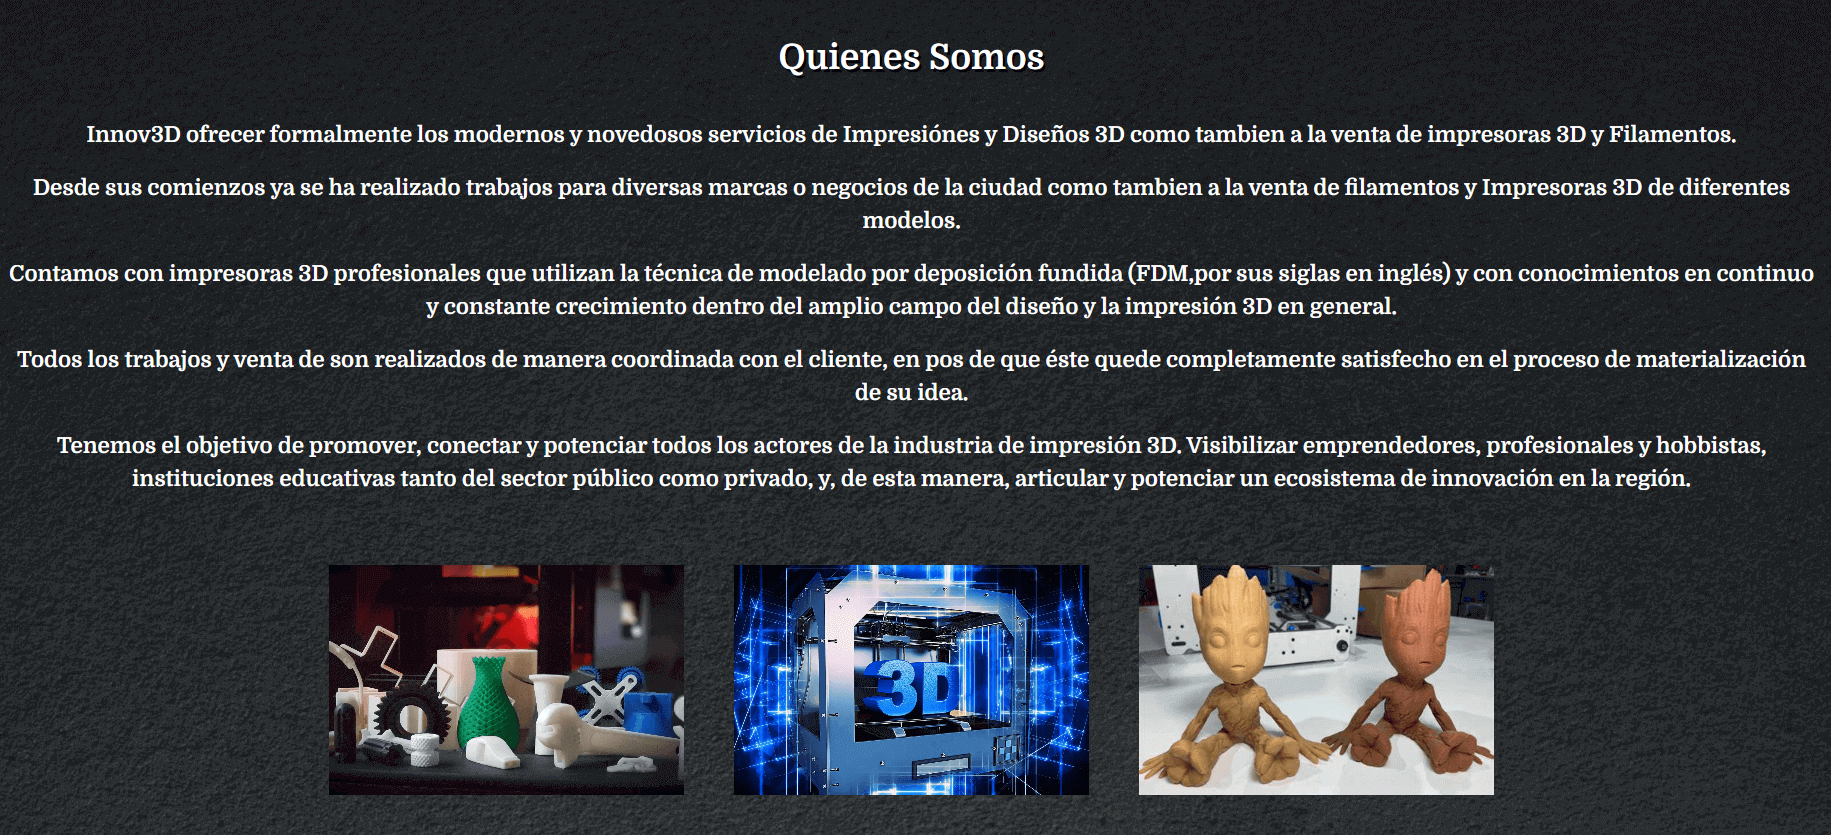 Quienes Somos
Innov3D ofrecer formalmente los modernos y novedosos servicios de Impresiónes y Diseños 3D como tambien a la venta de impresoras 3D y Filamentos.
Desde sus comienzos ya se ha realizado trabajos para diversas marcas o negocios de la ciudad como tambien a la venta de filamentos y Impresoras 3D de diferentes
modelos.
Contamos con impresoras 3D profesionales que utilizan la técnica de modelado por deposición fundida (FDM,por sus siglas en inglés) y con conocimientos en continuo
y constante crecimiento dentro del amplio campo del diseño y la impresión 3D en general.
Todos los trabajos y venta de son realizados de manera coordinada con el cliente, en pos de que éste quede completamente satisfecho en el proceso de materialización
de su idea.
Tenemos el objetivo de promover, conectar y potenciar todos los actores de la industria de impresión 3D. Visibilizar emprendedores, profesionales y hobbistas,
instituciones educativas tanto del sector público como privado, y, de esta manera, articular y potenciar un ecosistema de innovación en la región.
3D